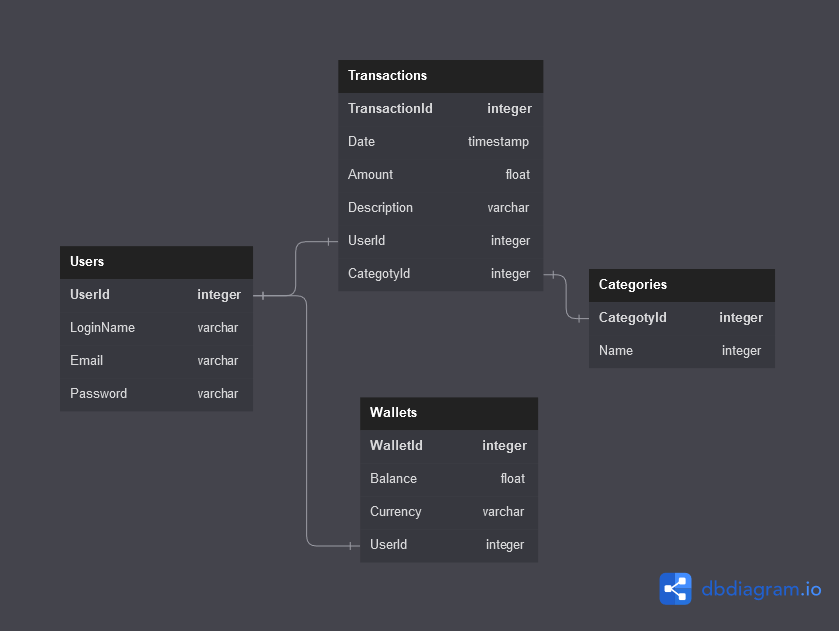 Transactions
TransactionId integer
Date timestamp
Amount float
Description varchar
UserId integer
CategotyId integer
Users
UserId integer
LoginName varchar
Email varchar
Password varchar
Categories
CategotyId integer
Name integer
Wallets
WalletId integer
Balance float
Currency varchar
UserId integer
dbdiagram.io